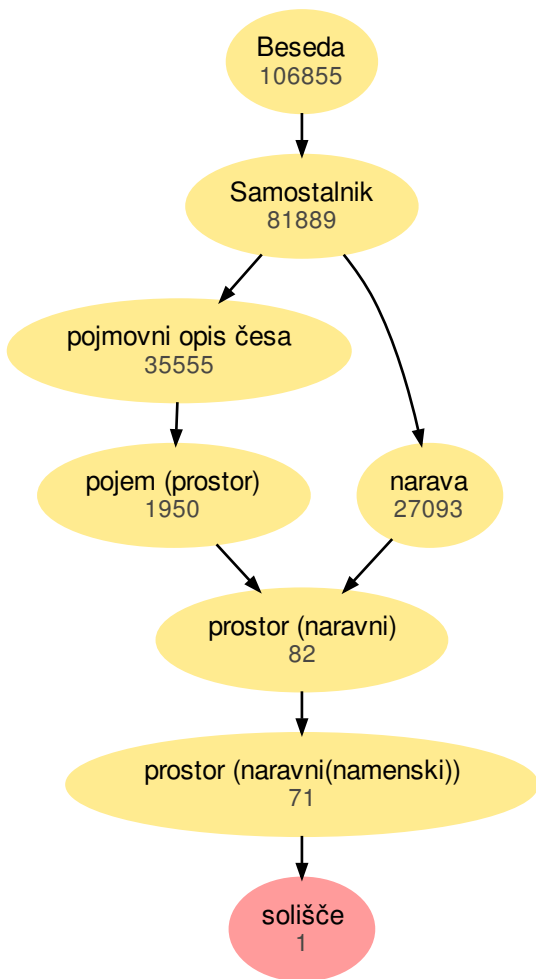 Beseda
106855
Samostalnik
81889
pojmovni opis česa
35555
pojem (prostor)
1950
narava
27093
prostor (naravni)
82
prostor (naravni(namenski))
71
solišče
1